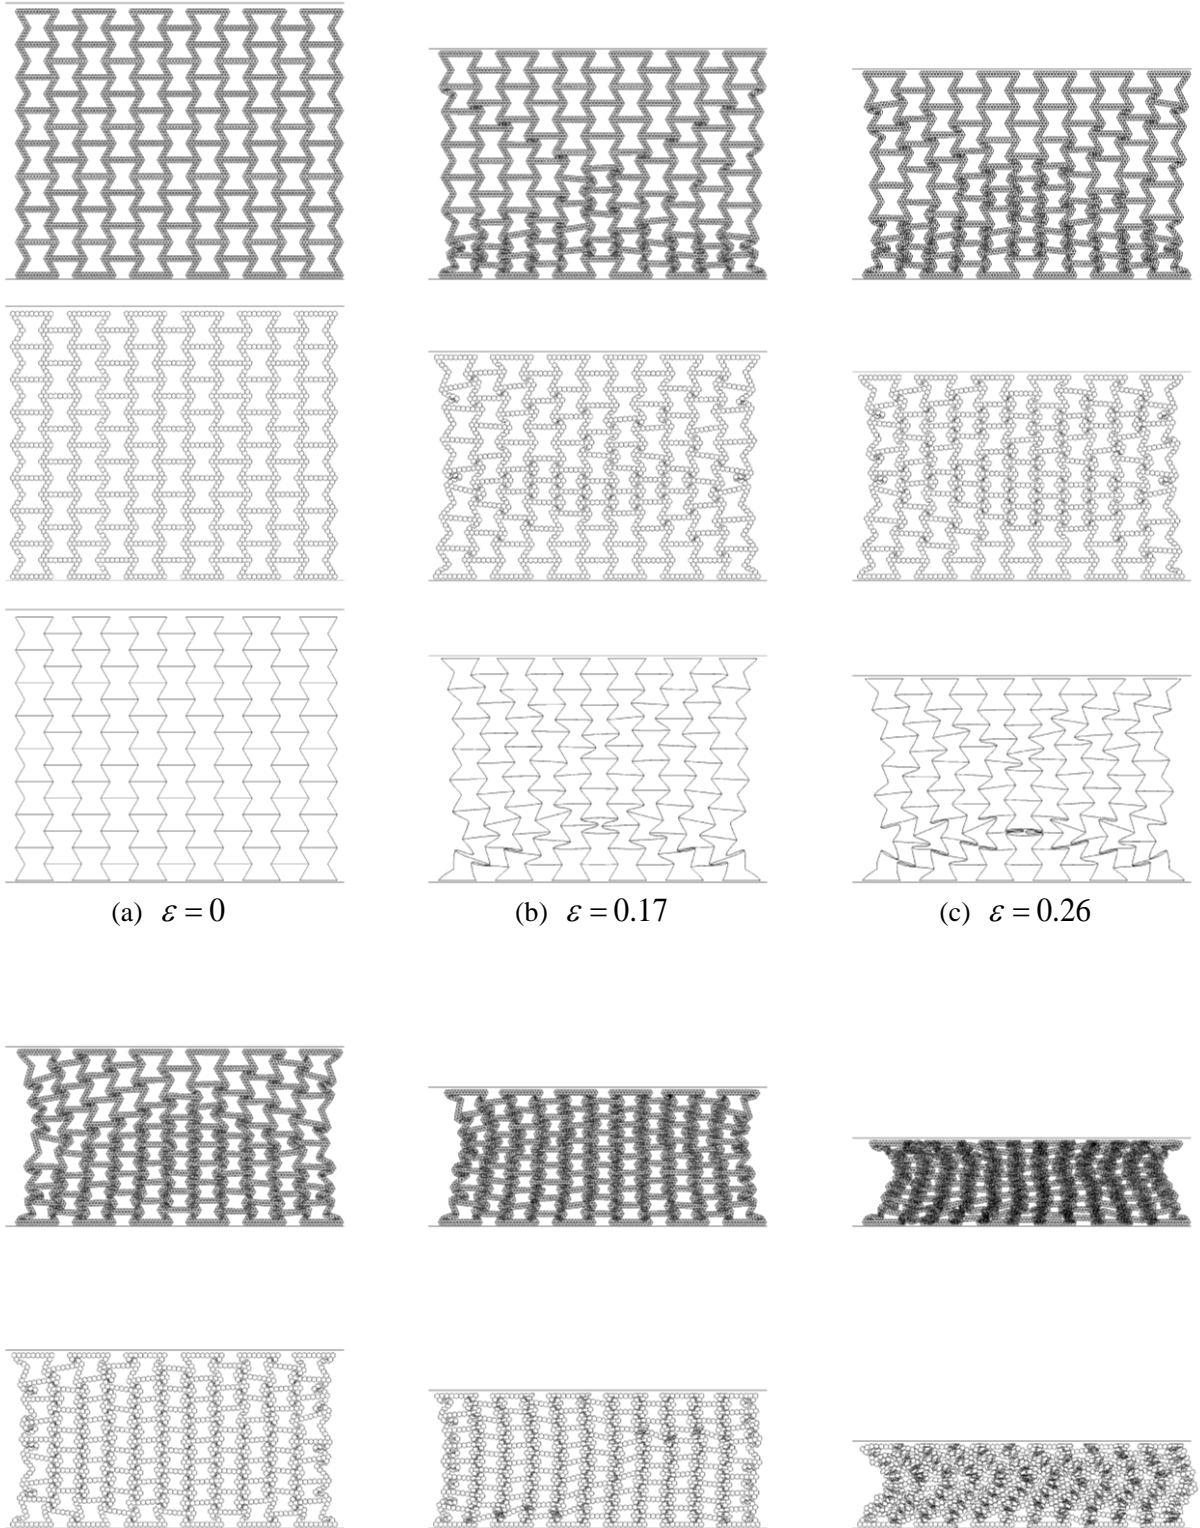 (a) ε = 0 (b) ε = 0.17 (c) ε = 0.26